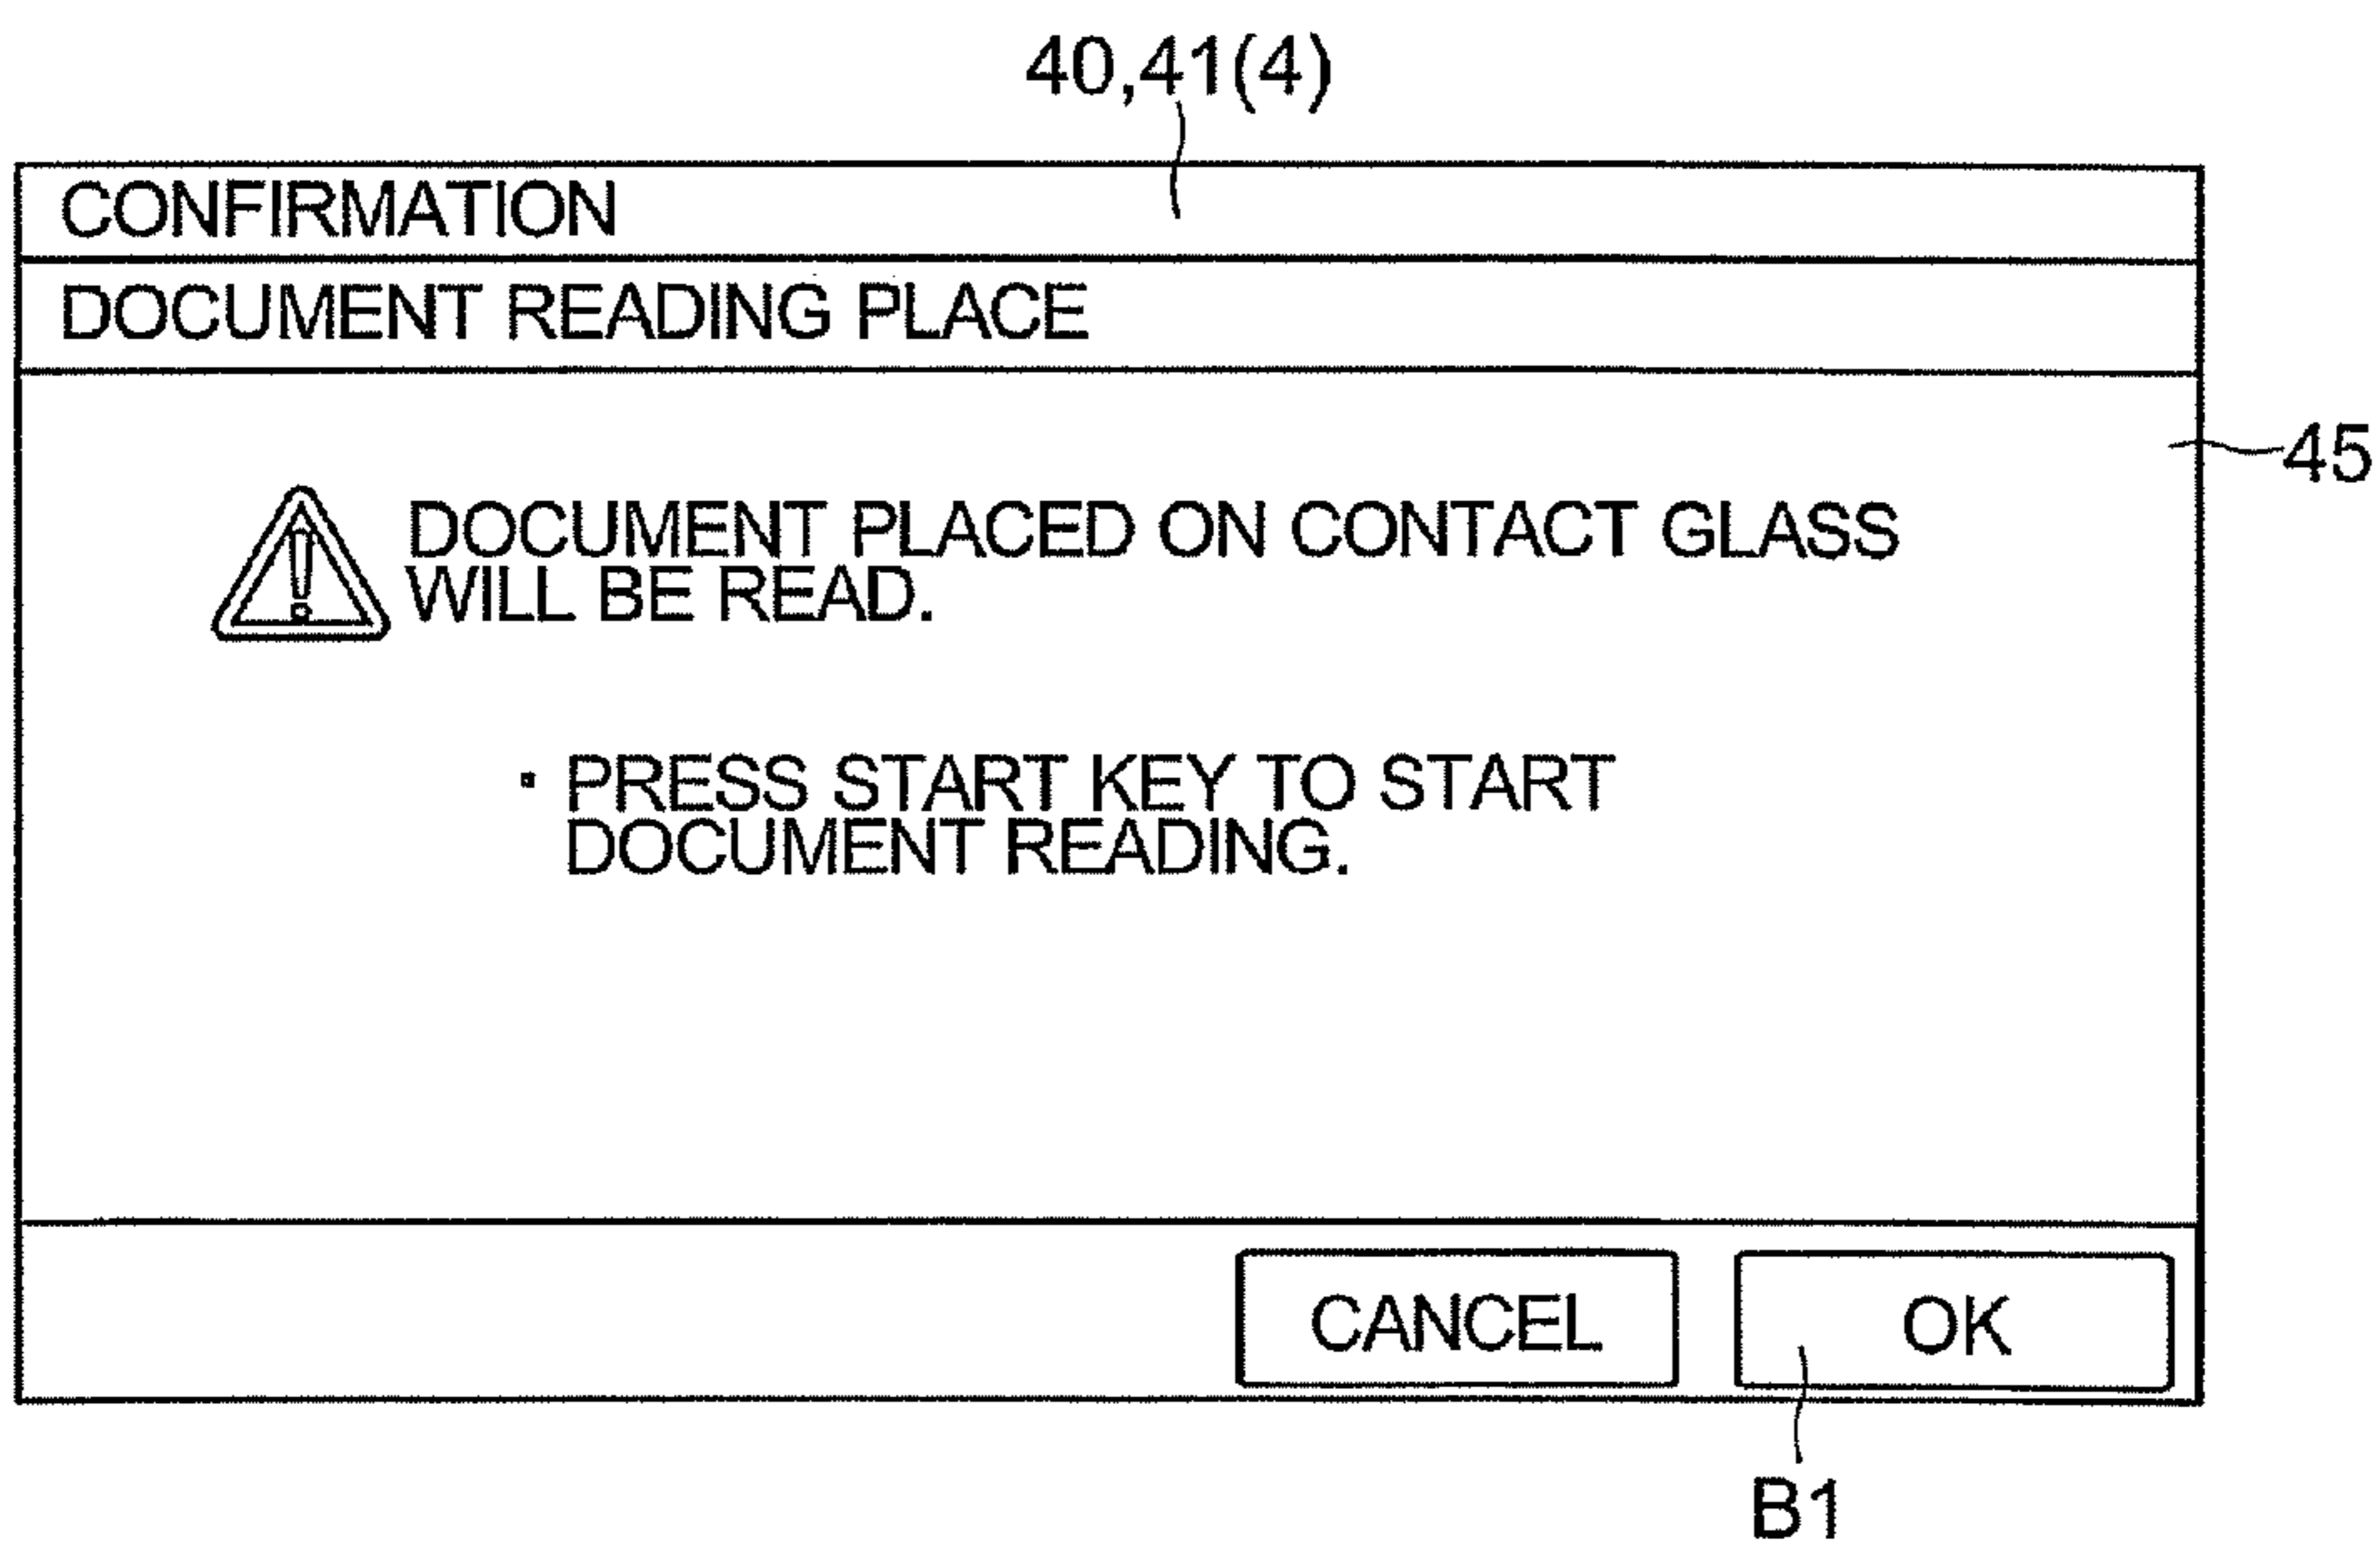 40,41(4)
CONFIRMATION
DOCUMENT READING PLACE
45
DOCUMENT PLACED ON CONTACT GLASS
WILL BE READ.
· PRESS START KEY TO START
DOCUMENT READING.
CANCEL
OK
B1